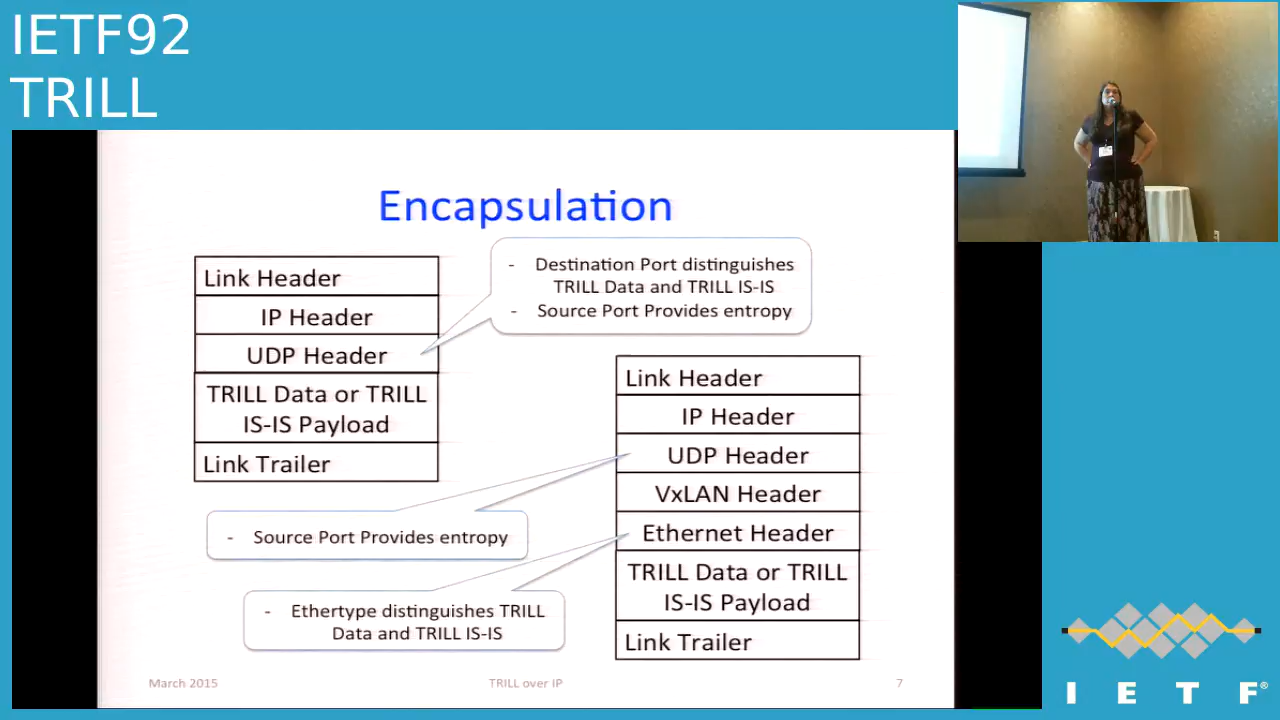 IETF92
TRILL
Encapsulation
Link Header
IP Header
UDP Header
TRILL Data or TRILL
IS-IS Payload
Link Trailer
- Destination Port distinguishes
TRILL Data and TRILL IS-IS
- Source Port Provides entropy
Link Header
IP Header
UDP Header
VxLAN Header
Ethernet Header
TRILL Data or TRILL
IS-IS Payload
Link Trailer
- Source Port Provides entropy
- Ethertype distinguishes TRILL
Data and TRILL IS-IS
March 2015
TRILL over IP
7
I E T F®